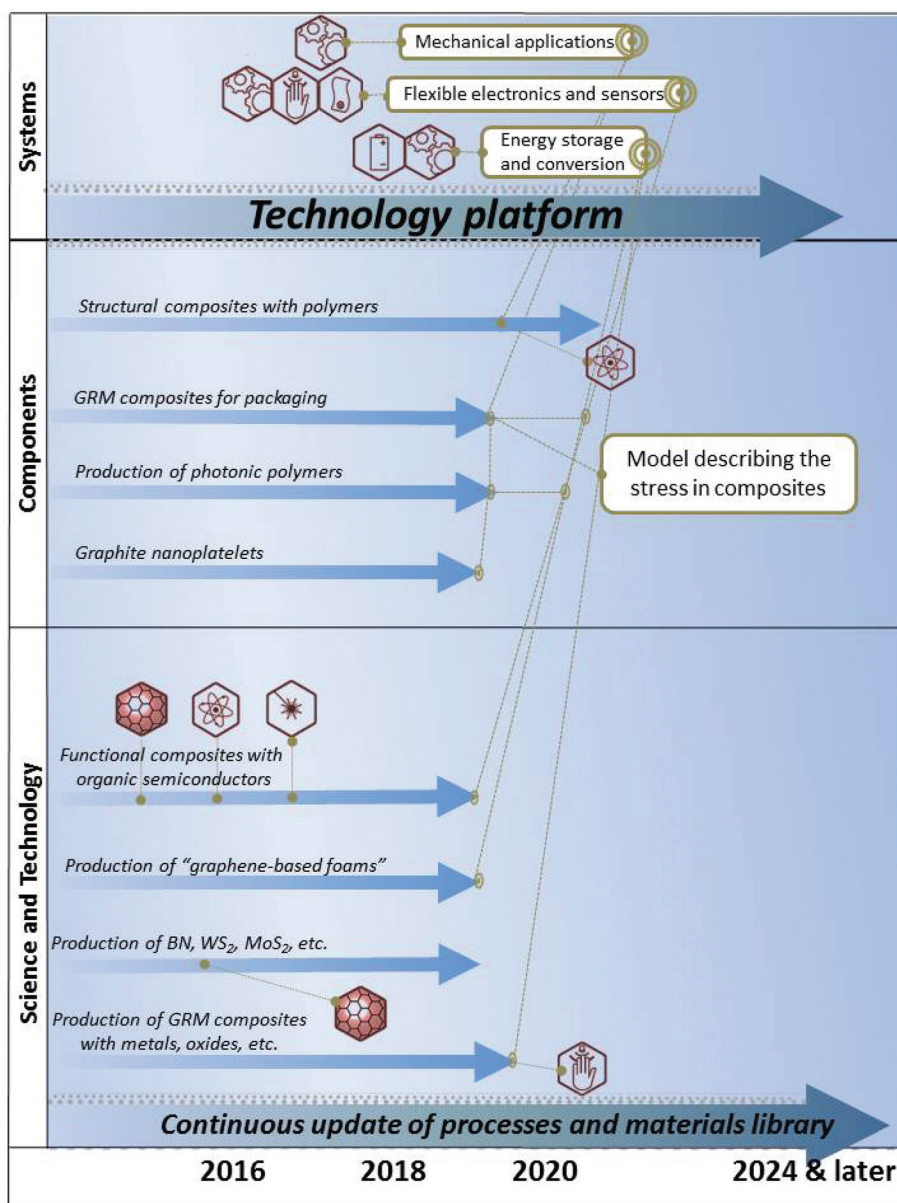 Systems
Mechanical applications
Flexible electronics and sensors
Energy storage
and conversion
Technology platform
Components
Structural composites with polymers
GRM composites for packaging
Production of photonic polymers
Graphite nanoplatelets
Model describing the
stress in composites
Science and Technology
Functional composites with
organic semiconductors
Production of “graphene-based foams”
Production of BN, WS₂, MoS₂, etc.
Production of GRM composites
with metals, oxides, etc.
Continuous update of processes and materials library
2016 2018 2020 2024 & later